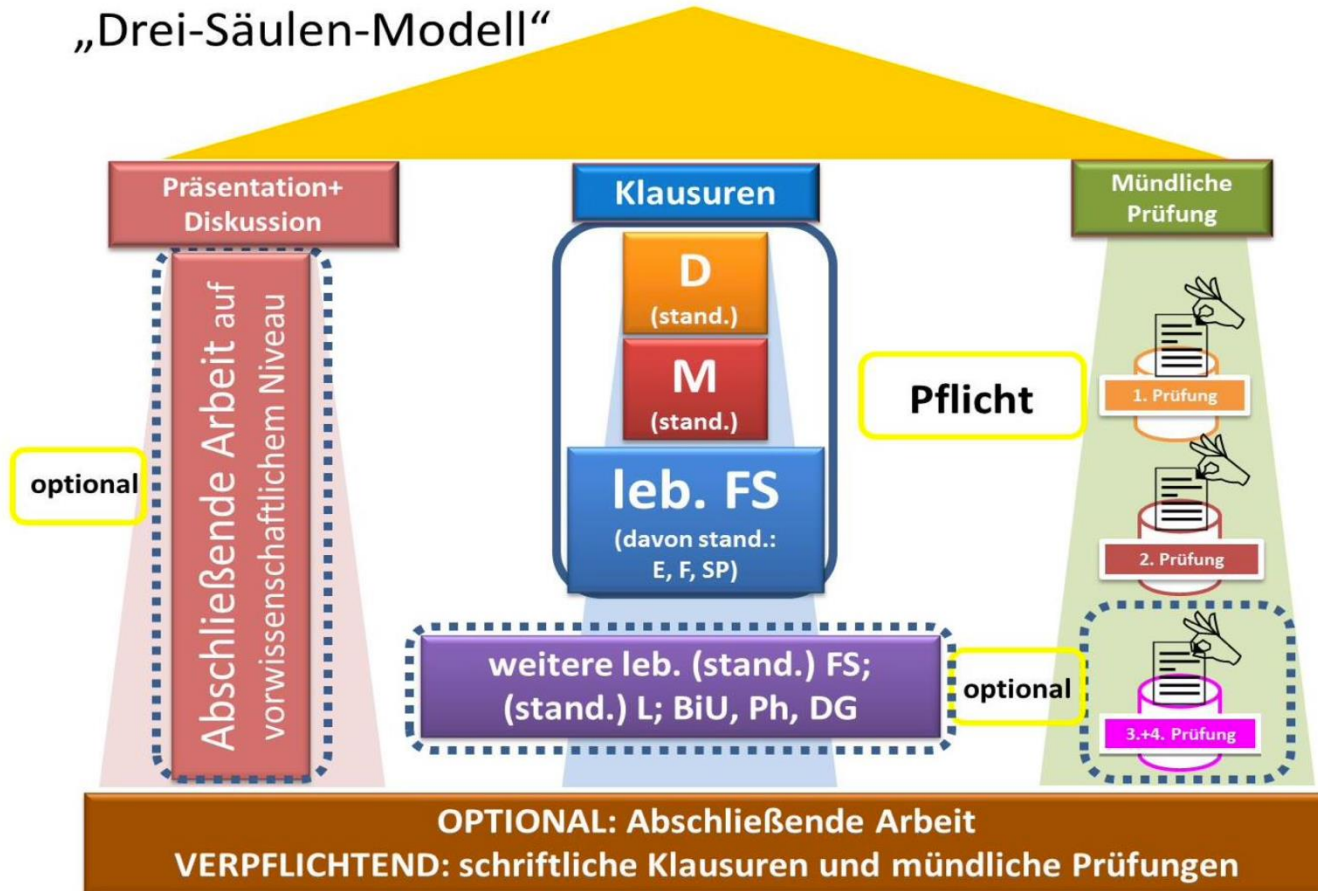 „Drei-Säulen-Modell“
Präsentation+
Diskussion
Abschließende Arbeit auf
vorwissenschaftlichem Niveau
optional
Klausuren
D
(stand.)
M
(stand.)
leb. FS
(davon stand.:
E, F, SP)
weitere leb. (stand.) FS;
(stand.) L; BiU, Ph, DG
Pflicht
optional
Mündliche
Prüfung
1. Prüfung
2. Prüfung
3.+4. Prüfung
OPTIONAL: Abschließende Arbeit
VERPFLICHTEND: schriftliche Klausuren und mündliche Prüfungen